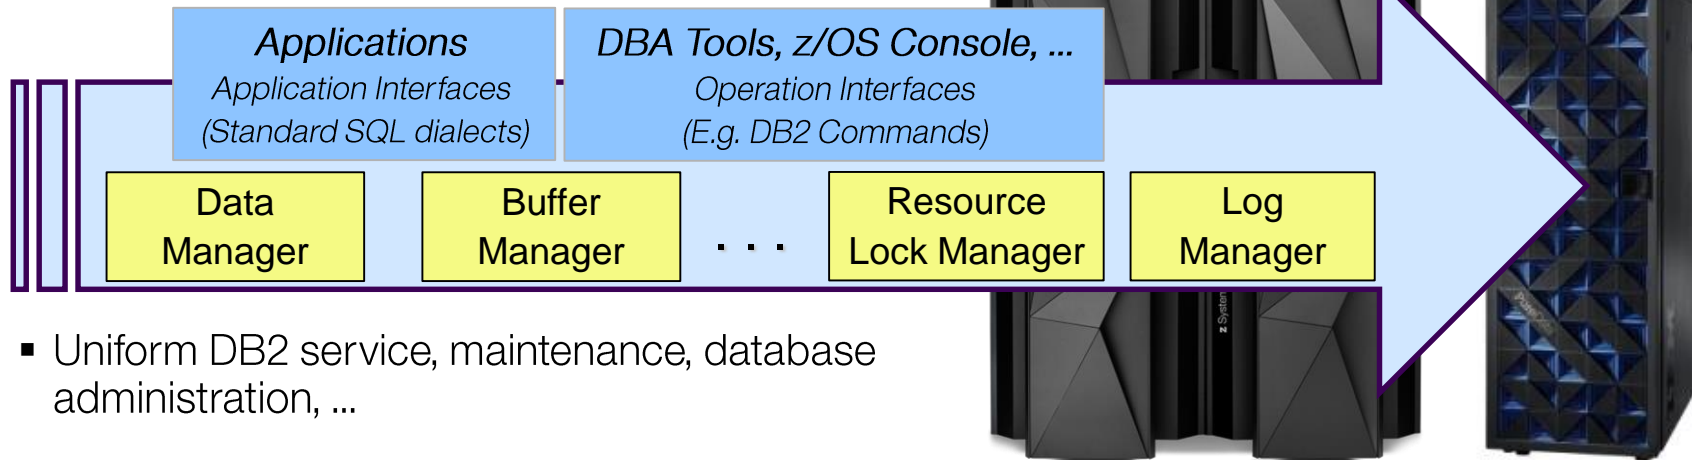 Applications
Application Interfaces
(Standard SQL dialects)
DBA Tools, z/OS Console, ...
Operation Interfaces
(E.g. DB2 Commands)
Data
Manager
Buffer
Manager
. . .
Resource
Lock Manager
Log
Manager
z System
▪ Uniform DB2 service, maintenance, database
administration, ...